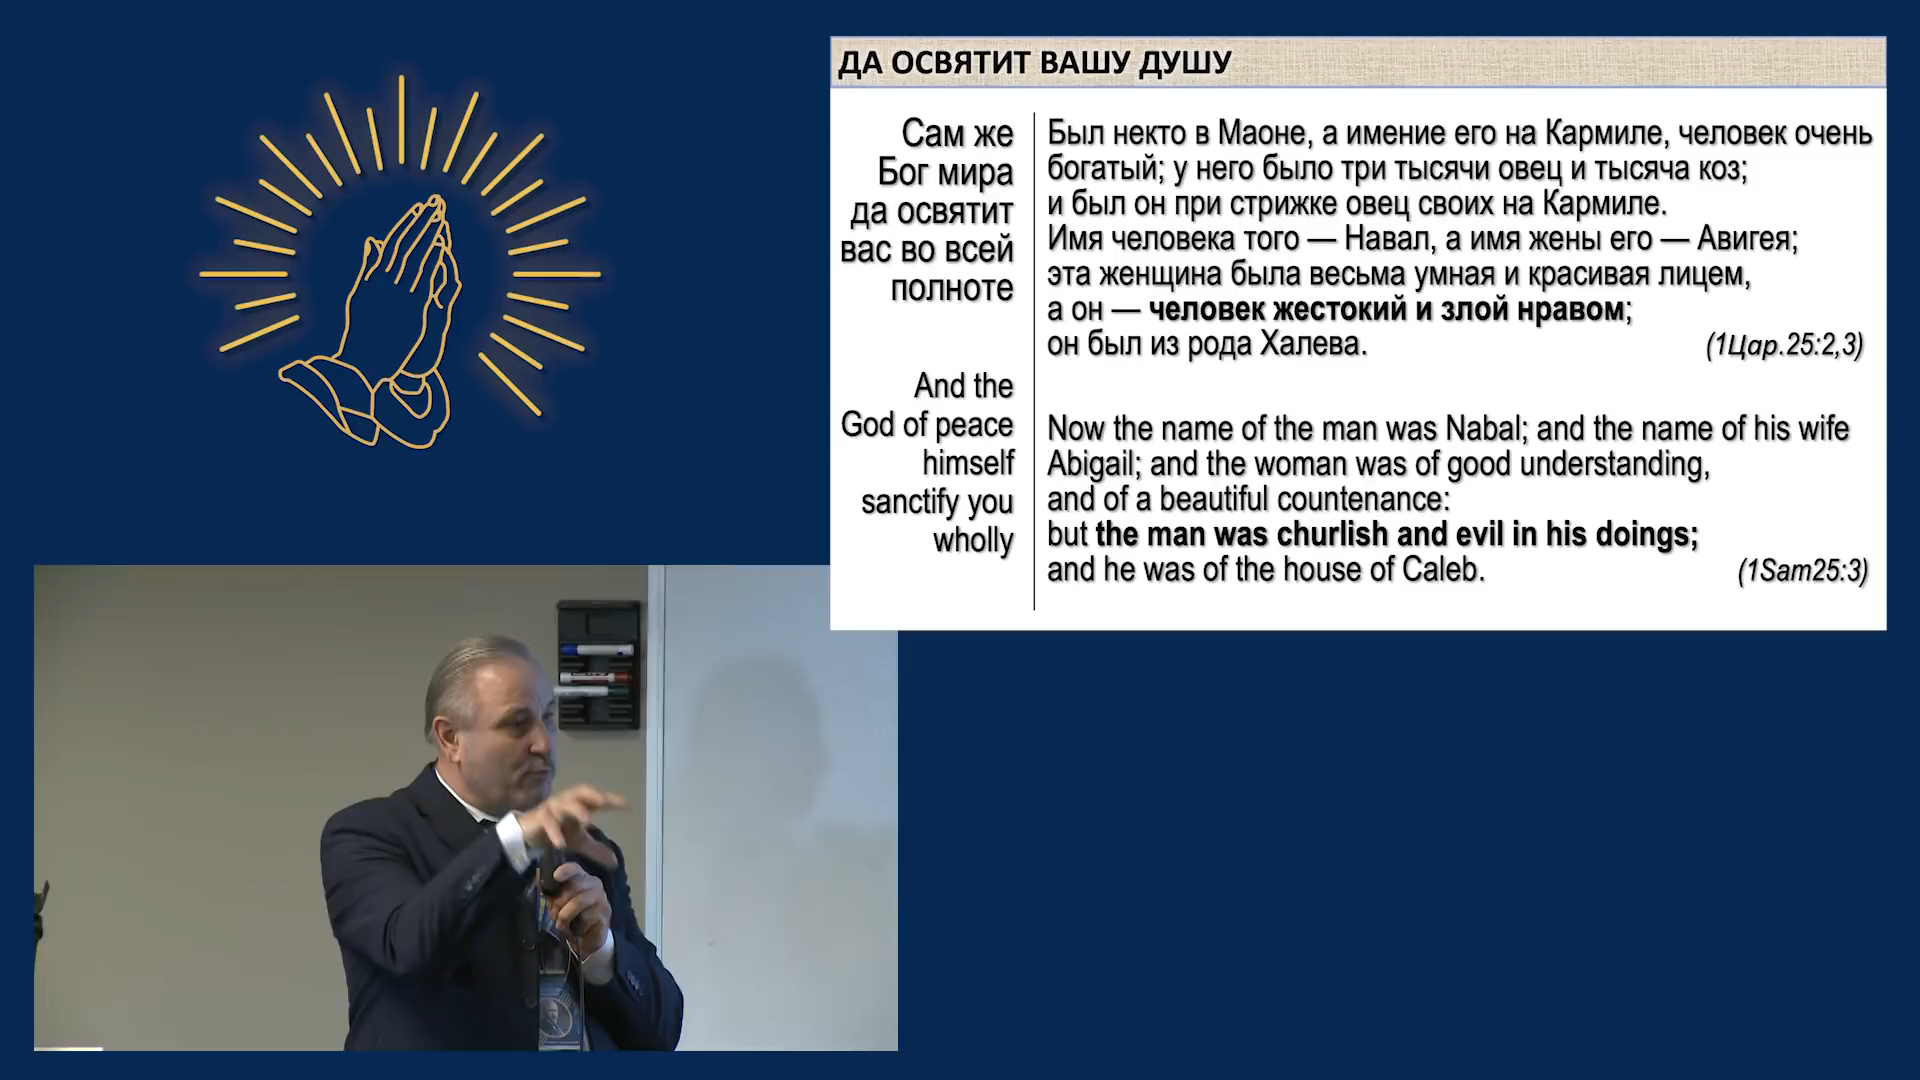 ДА ОСВЯТИТ ВАШУ ДУШУ
Сам же
Бог мира
да освятит
вас во всей
полноте
And the
God of peace
himself
sanctify you
wholly
Был некто в Маоне, а имение его на Кармиле, человек очень
богатый; у него было три тысячи овец и тысяча коз;
и был он при стрижке овец своих на Кармиле.
Имя человека того — Навал, а имя жены его — Авигея;
эта женщина была весьма умная и красивая лицем,
а он — человек жестокий и злой нравом;
он был из рода Халева. (1Цар.25:2,3)
Now the name of the man was Nabal; and the name of his wife
Abigail; and the woman was of good understanding,
and of a beautiful countenance:
but the man was churlish and evil in his doings;
and he was of the house of Caleb. (1Sam25:3)